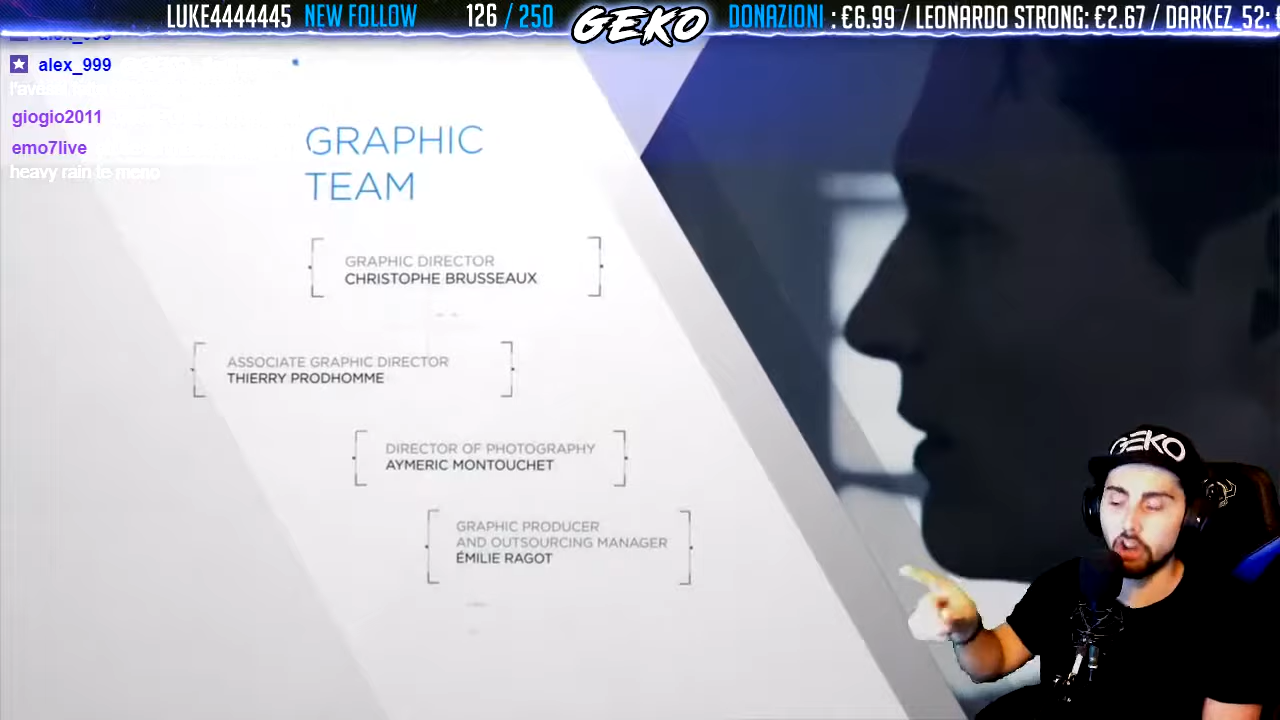 LUKE4444445 NEW FOLLOW 126 / 250 GEKO DONAZIONI : €6.99 / LEONARDO STRONG: €2.67 / DARKEZ_52:
alex_999
alex_999
giogio2011
emo7live
heavy rain te meno
GRAPHIC
TEAM
GRAPHIC DIRECTOR
CHRISTOPHE BRUSSEAUX
ASSOCIATE GRAPHIC DIRECTOR
THIERRY PRODHOMME
DIRECTOR OF PHOTOGRAPHY
AYMERIC MONTOUCHET
GRAPHIC PRODUCER
AND OUTSOURCING MANAGER
ÉMILIE RAGOT
GEKO